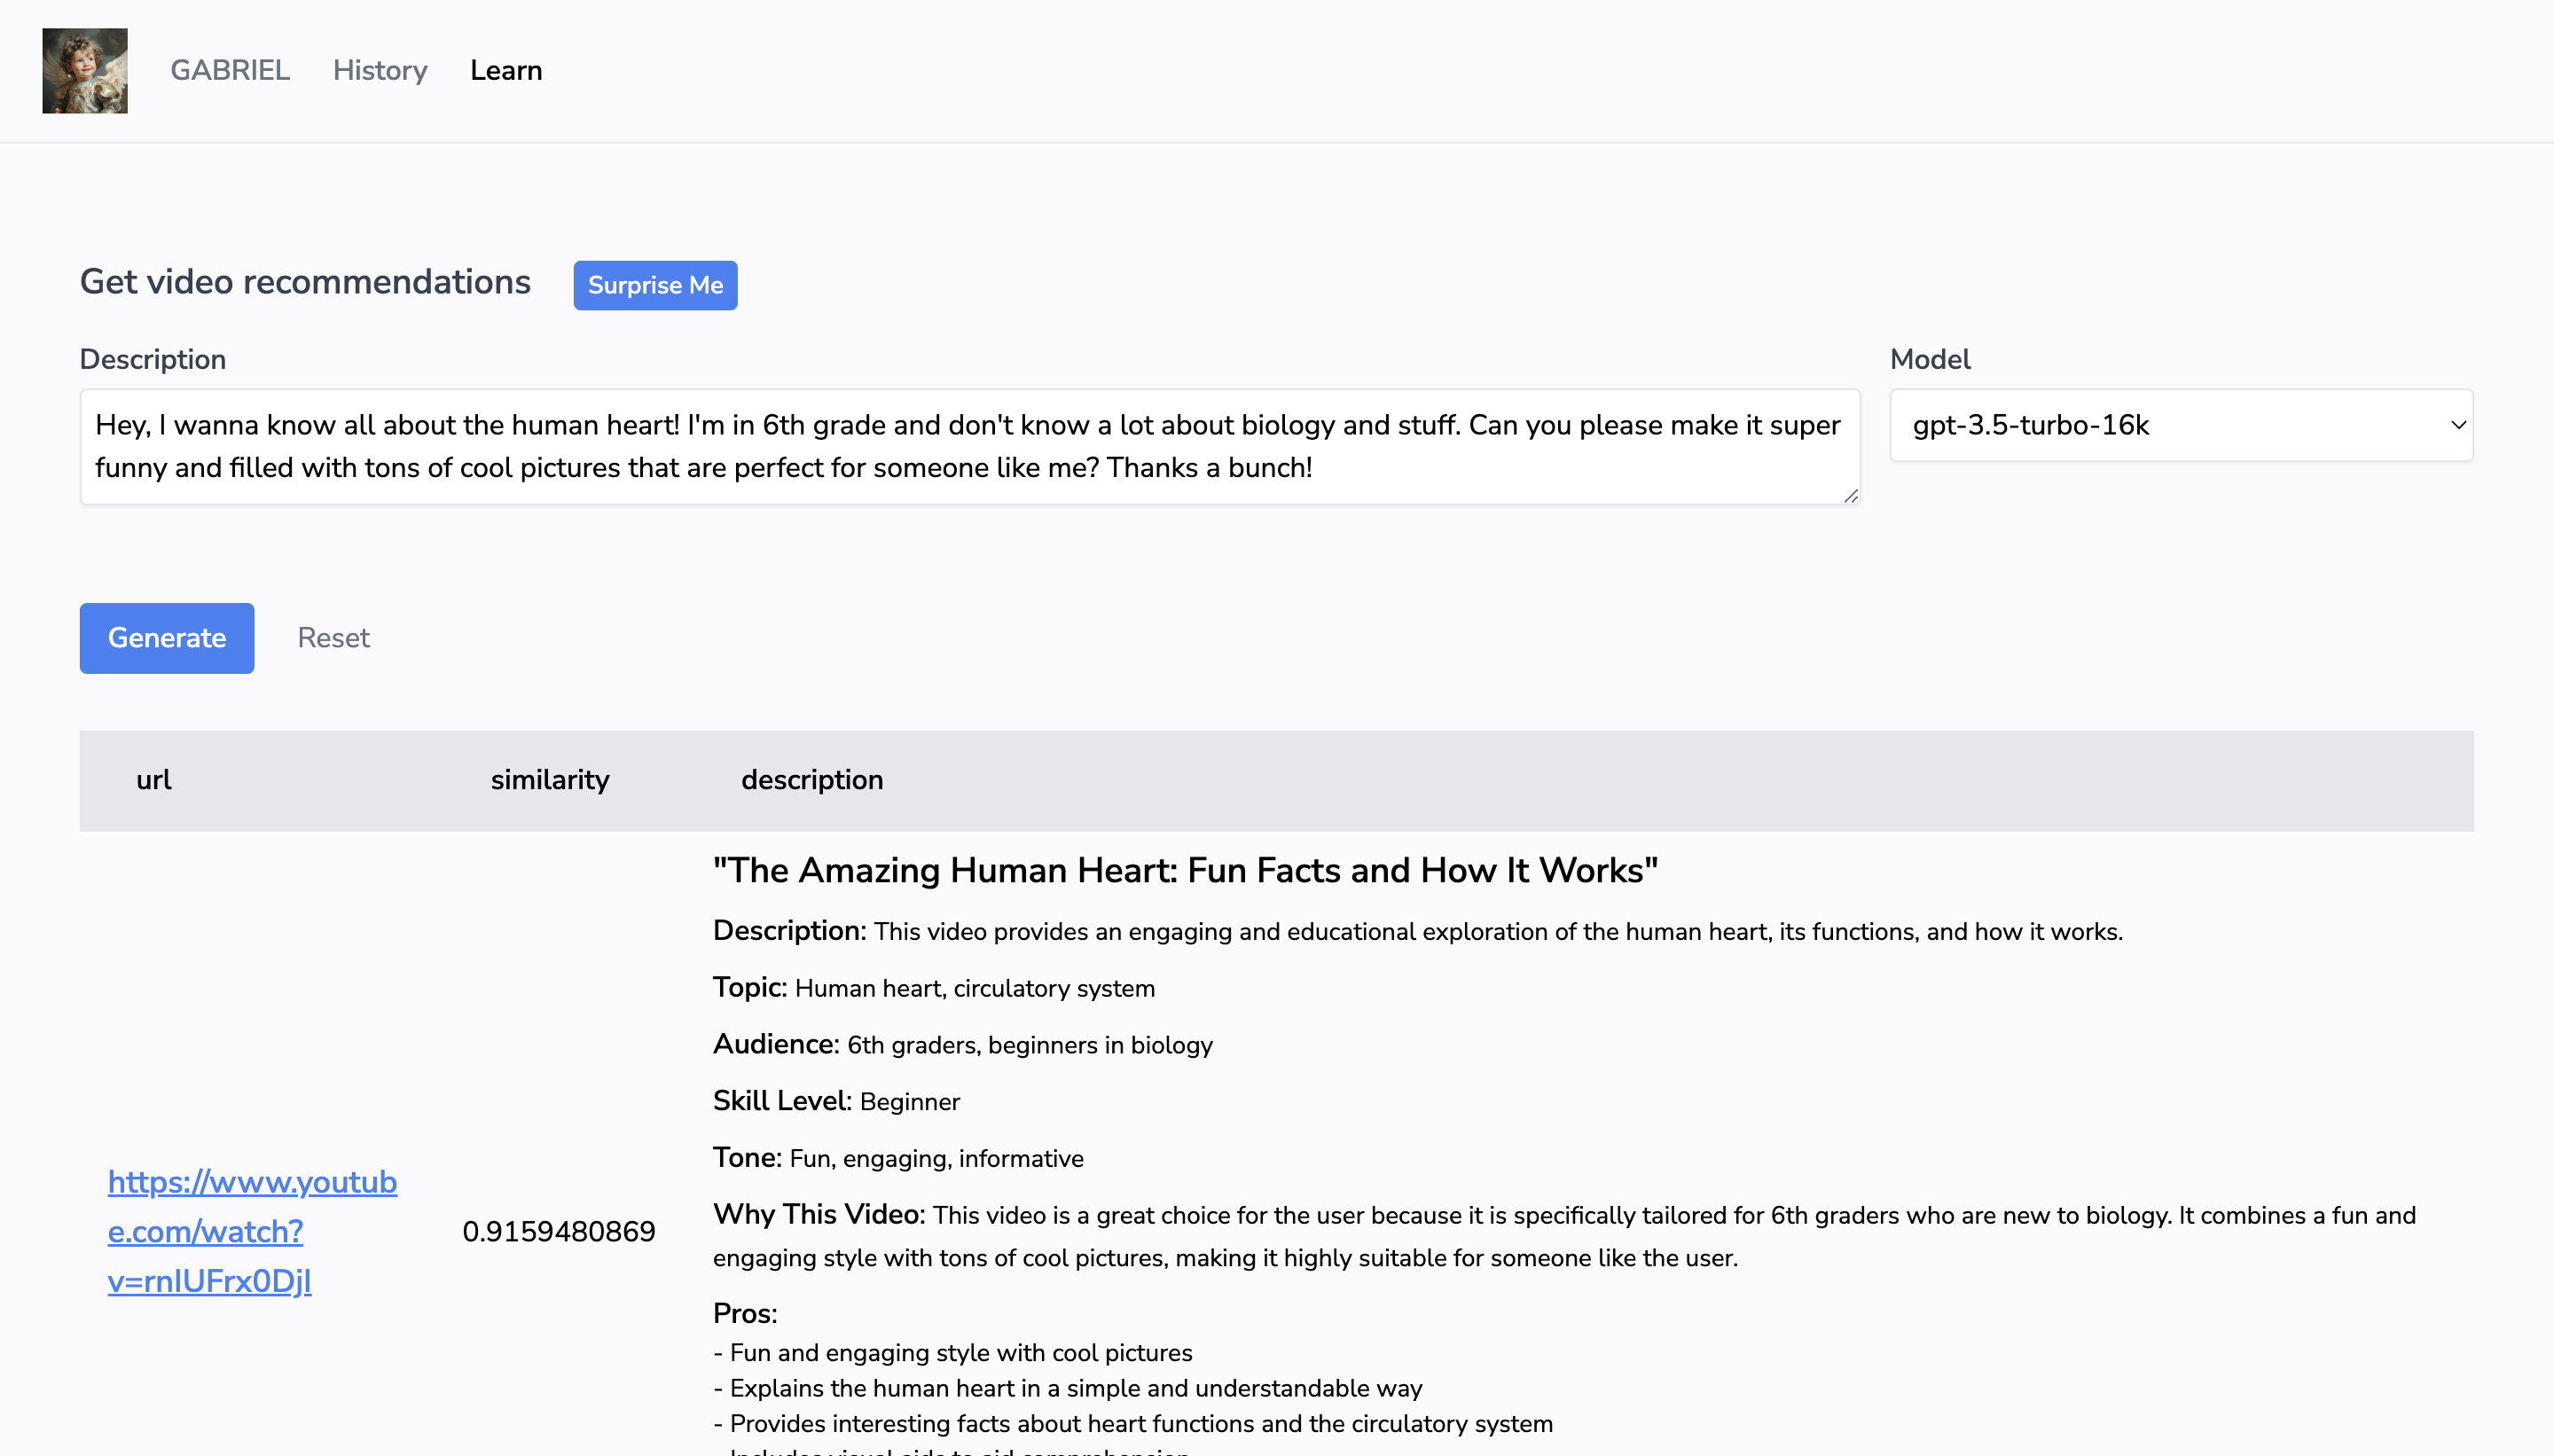 GABRIEL History Learn
Get video recommendations Surprise Me
Description
Model
Hey, I wanna know all about the human heart! I'm in 6th grade and don't know a lot about biology and stuff. Can you please make it super
funny and filled with tons of cool pictures that are perfect for someone like me? Thanks a bunch!
gpt-3.5-turbo-16k
Generate Reset
url similarity description
https://www.youtub
e.com/watch?
v=rnIUFrx0DjI
0.9159480869
"The Amazing Human Heart: Fun Facts and How It Works"
Description: This video provides an engaging and educational exploration of the human heart, its functions, and how it works.
Topic: Human heart, circulatory system
Audience: 6th graders, beginners in biology
Skill Level: Beginner
Tone: Fun, engaging, informative
Why This Video: This video is a great choice for the user because it is specifically tailored for 6th graders who are new to biology. It combines a fun and
engaging style with tons of cool pictures, making it highly suitable for someone like the user.
Pros:
- Fun and engaging style with cool pictures
- Explains the human heart in a simple and understandable way
- Provides interesting facts about heart functions and the circulatory system